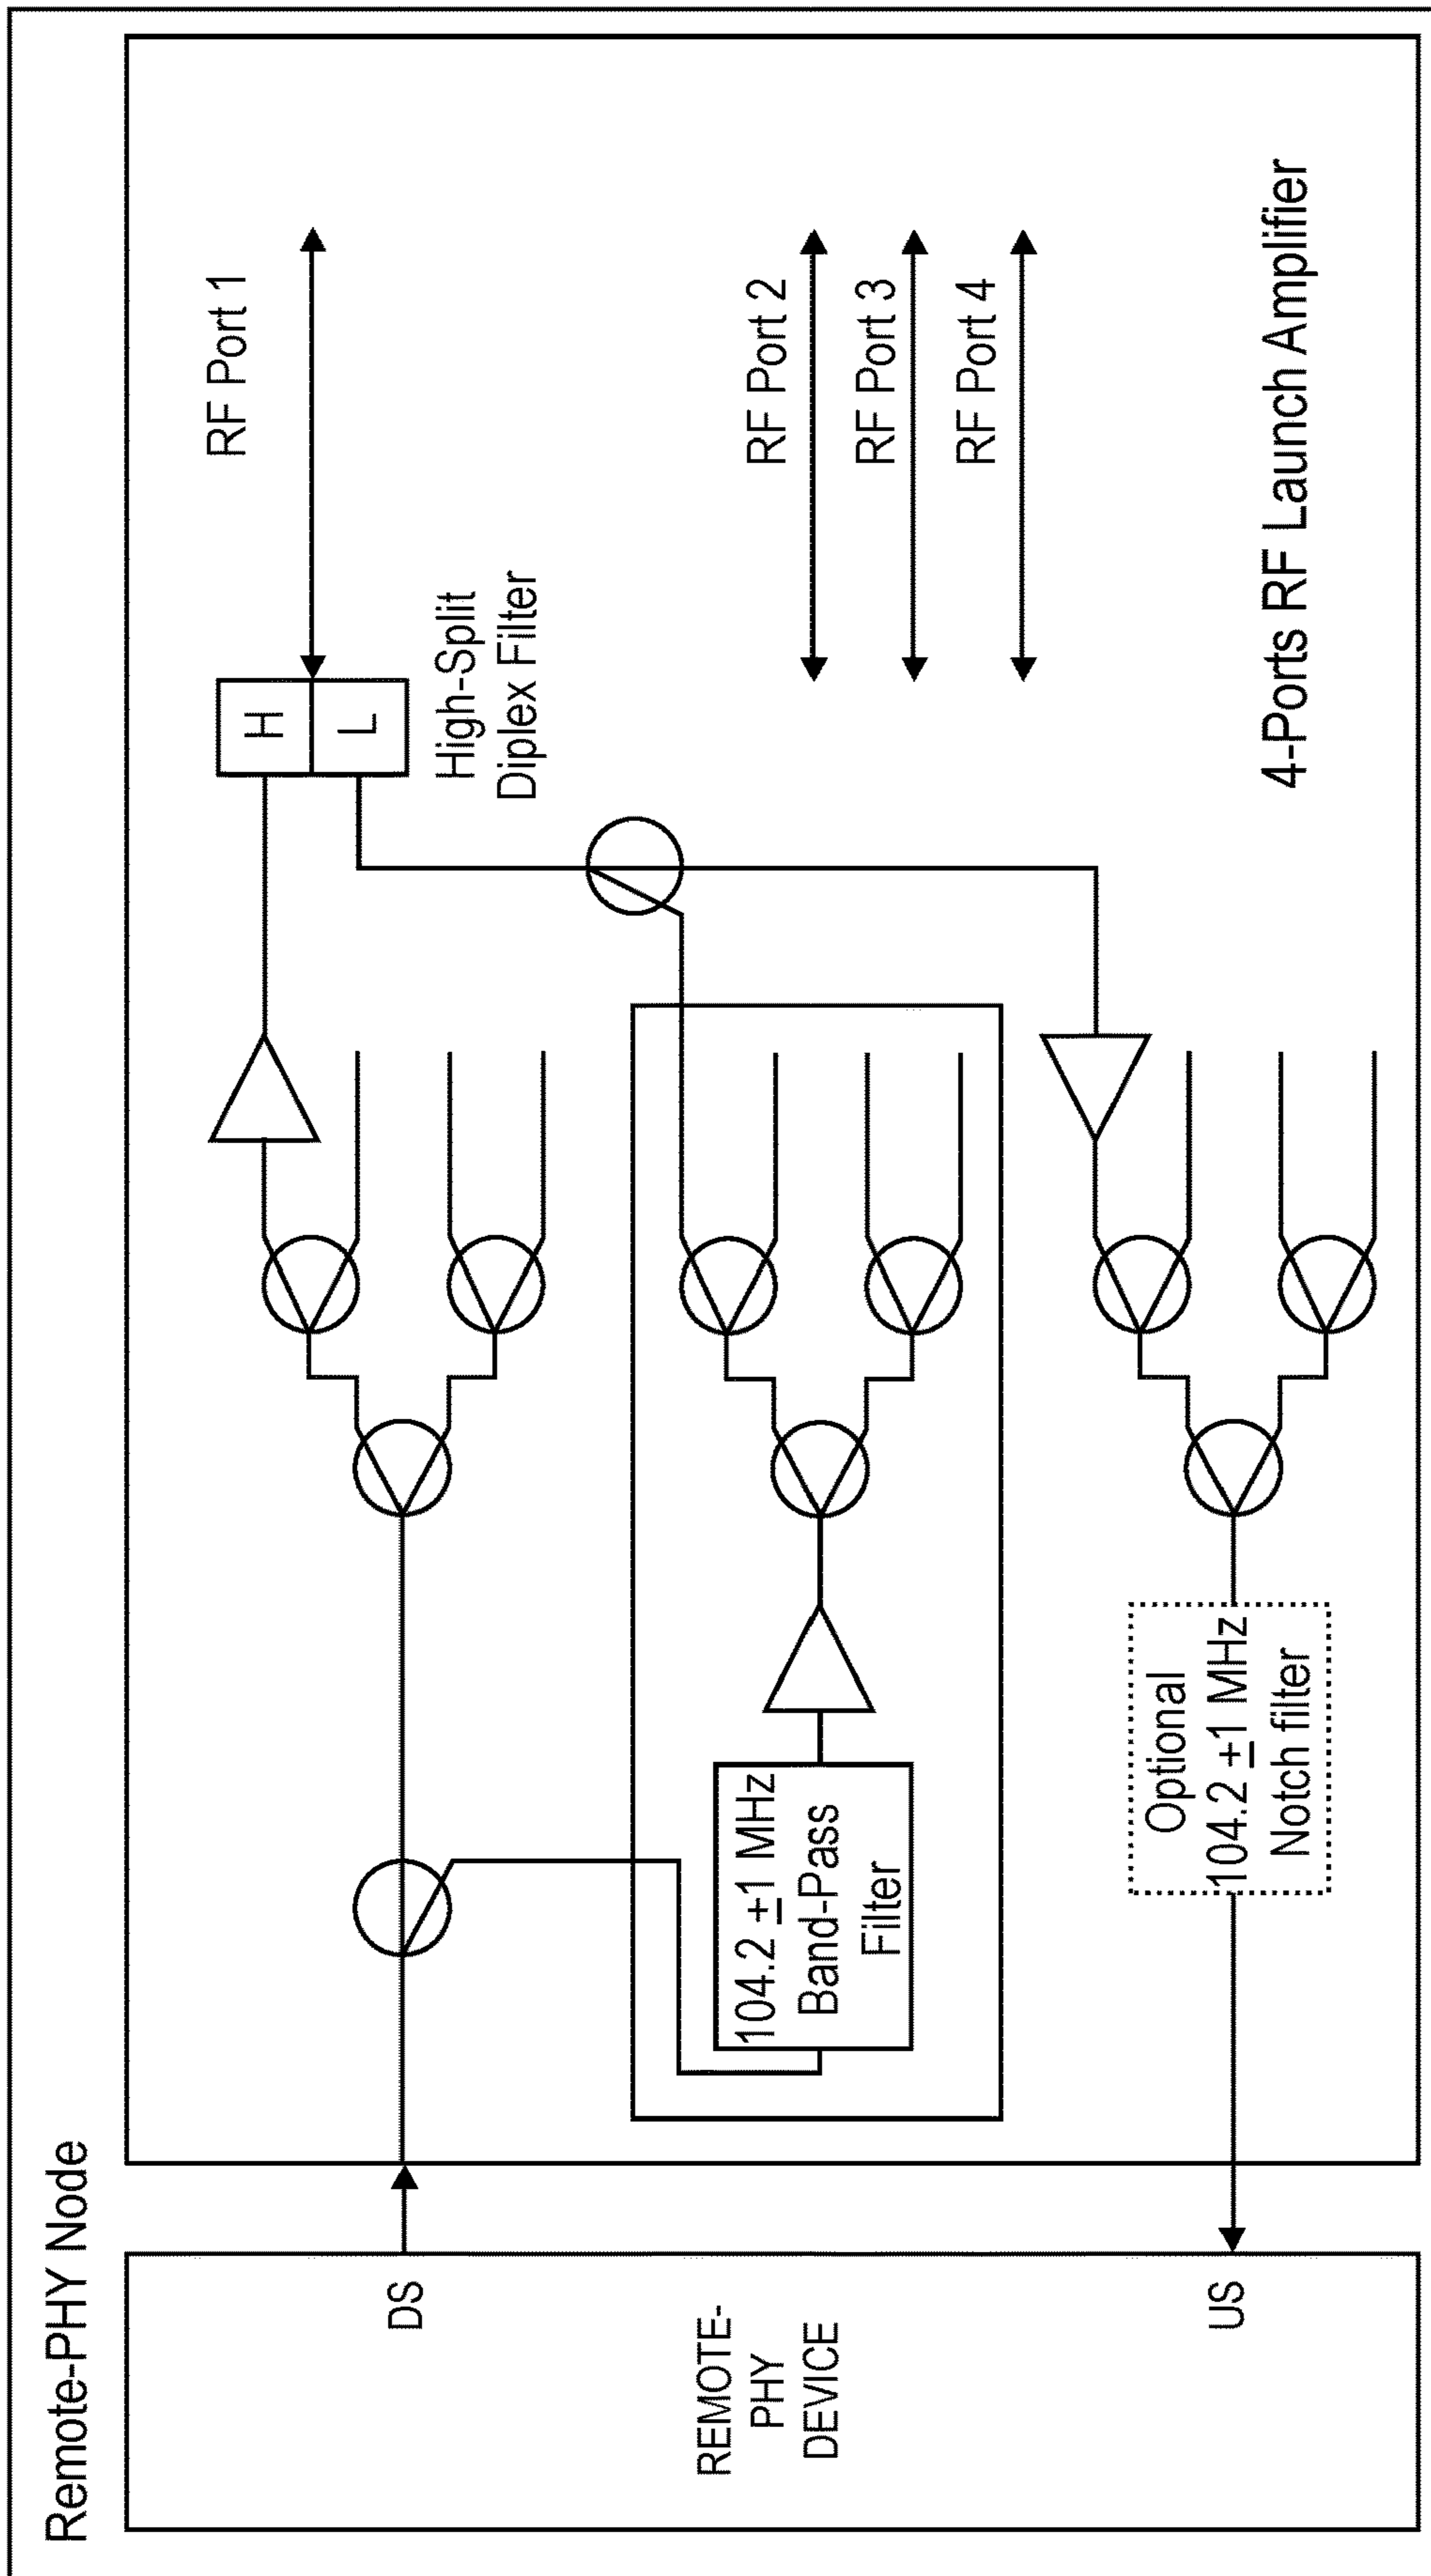 Remote-PHY Node
DS
REMOTE-
PHY
DEVICE
US
104.2 ±1 MHz
Band-Pass
Filter
Optional
104.2 ±1 MHz
Notch filter
H
L
High-Split
Diplex Filter
RF Port 1
RF Port 2
RF Port 3
RF Port 4
4-Ports RF Launch Amplifier